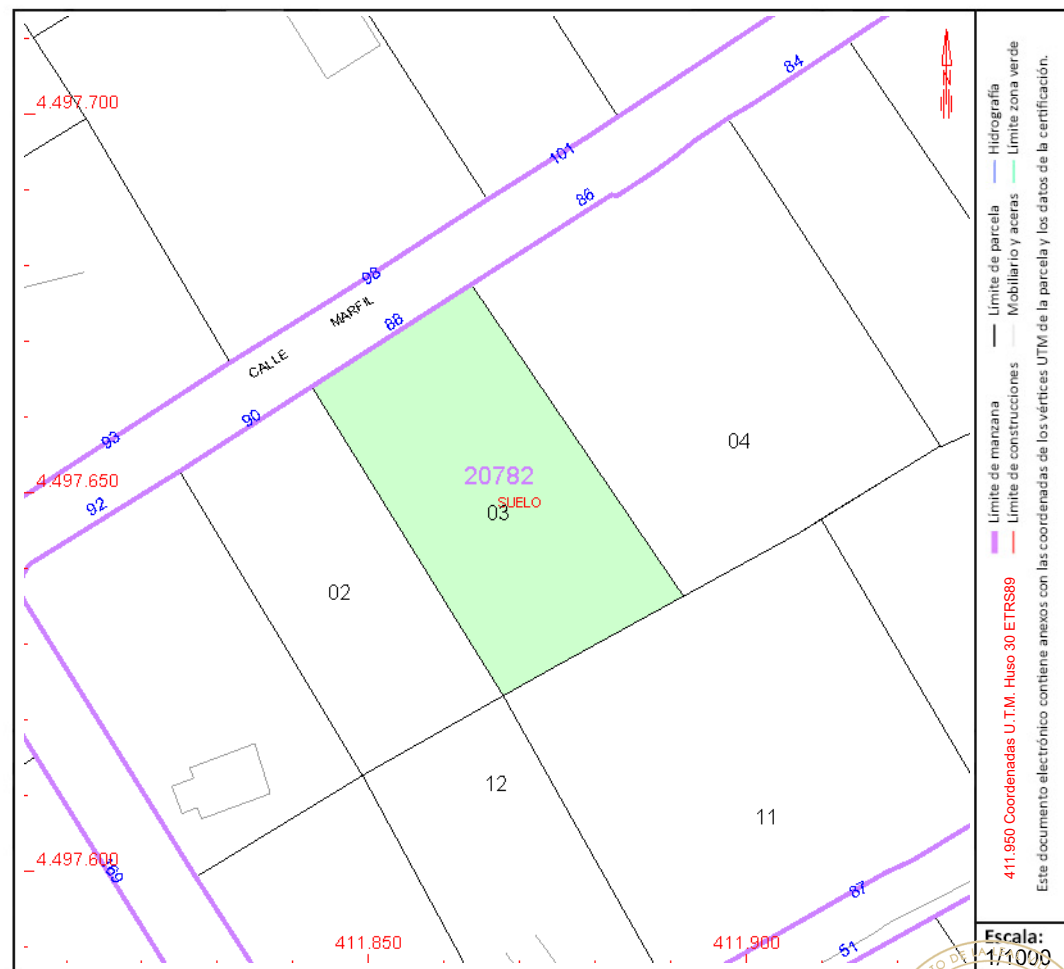 4.497.700
84
101
86
98
MARFIL
88
CALLE
90
93
04
20782
4.497.650
SUELO
03
92
02
12
11
4.497.600
169
87
51
411.850
411.900
N
Hidrografía
Límite zona verde
Límite de parcela
Mobiliario y aceras
Límite de manzana
Límite de construcciones
411.950 Coordenadas U.T.M. Huso 30 ETRS89
Este documento electrónico contiene anexos con las coordenadas de los vértices UTM de la parcela y los datos de la certificación.
Escala:
1/1000